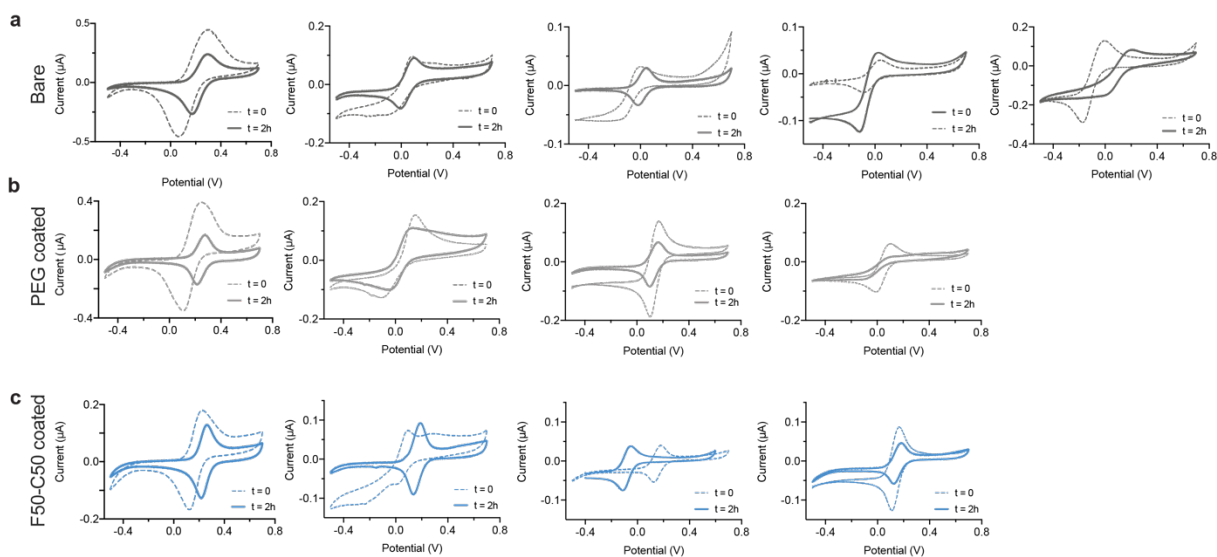 a
Bare
Current (µA)
0.5
0.0
-0.5
t = 0
t = 2h
-0.4 0.0 0.4 0.8
Potential (V)
Current (µA)
0.2
0.0
-0.2
t = 0
t = 2h
-0.4 0.0 0.4 0.8
Potential (V)
Current (µA)
0.1
0.0
-0.1
t = 0
t = 2h
-0.4 0.0 0.4 0.8
Potential (V)
Current (µA)
0.1
0.0
-0.1
t = 0
t = 2h
-0.4 0.0 0.4 0.8
Potential (V)
Current (µA)
0.2
0.0
-0.2
-0.4
t = 0
t = 2h
-0.4 0.0 0.4 0.8
Potential (V)
b
PEG coated
Current (µA)
0.4
0.0
-0.4
t = 0
t = 2h
-0.4 0.0 0.4 0.8
Potential (V)
Current (µA)
0.2
0.1
0.0
-0.1
-0.2
t = 0
t = 2h
-0.4 0.0 0.4 0.8
Potential (V)
Current (µA)
0.2
0.0
-0.2
t = 0
t = 2h
-0.4 0.0 0.4 0.8
Potential (V)
Current (µA)
0.2
0.0
-0.2
t = 0
t = 2h
-0.4 0.0 0.4 0.8
Potential (V)
c
F50-C50 coated
Current (µA)
0.2
0.0
-0.2
t = 0
t = 2h
-0.4 0.0 0.4 0.8
Potential (V)
Current (µA)
0.1
0.0
-0.1
t = 0
t = 2h
-0.4 0.0 0.4 0.8
Potential (V)
Current (µA)
0.1
0.0
-0.1
t = 0
t = 2h
-0.4 0.0 0.4 0.8
Potential (V)
Current (µA)
0.1
0.0
-0.1
t = 0
t = 2h
-0.4 0.0 0.4 0.8
Potential (V)